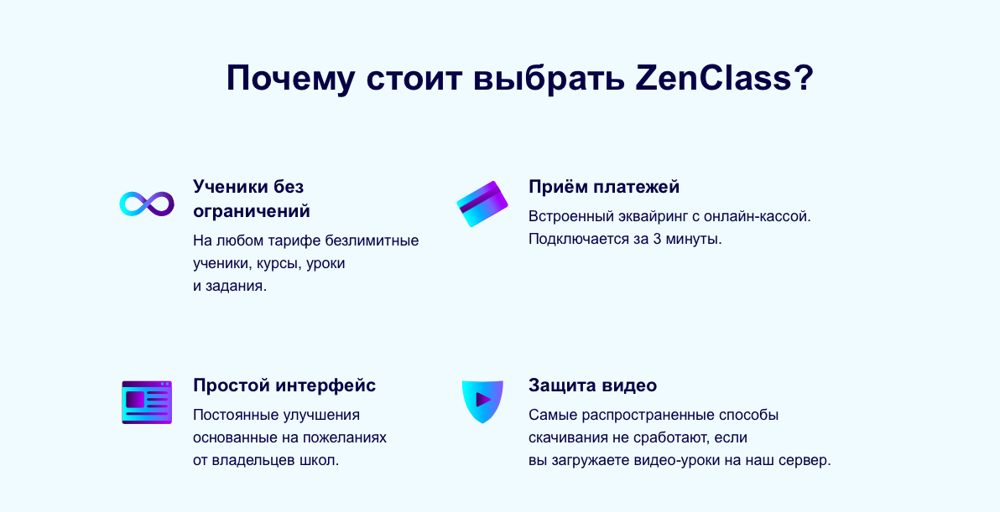 Почему стоит выбрать ZenClass?
Ученики без
ограничений
На любом тарифе безлимитные
ученики, курсы, уроки
и задания.
Приём платежей
Встроенный эквайринг с онлайн-кассой.
Подключается за 3 минуты.
Простой интерфейс
Постоянные улучшения
основанные на пожеланиях
от владельцев школ.
Защита видео
Самые распространенные способы
скачивания не сработают, если
вы загружаете видео-уроки на наш сервер.